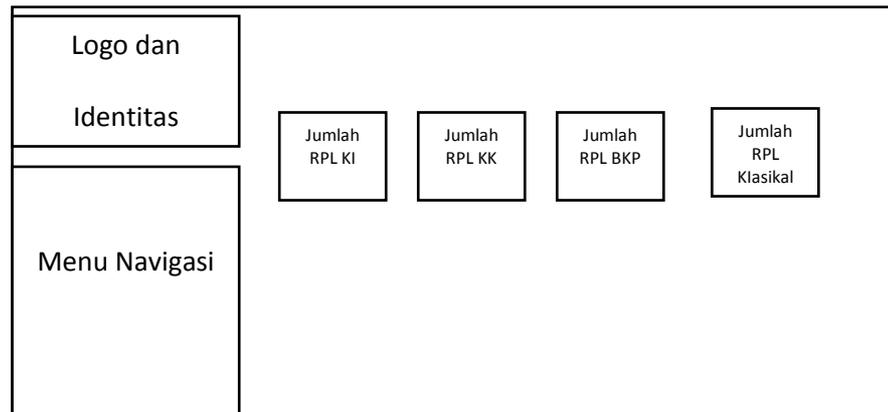 Logo dan
Identitas
Jumlah
RPL KI
Jumlah
RPL KK
Jumlah
RPL BKP
Jumlah
RPL
Klasikal
Menu Navigasi